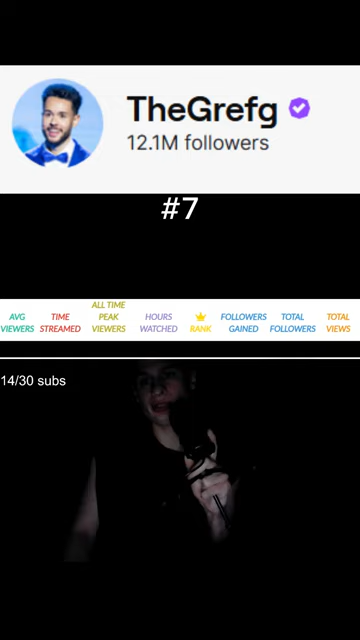 TheGrefg
12.1M followers
#7
AVG VIEWERS
TIME STREAMED
ALL TIME PEAK VIEWERS
HOURS WATCHED
RANK
FOLLOWERS GAINED
TOTAL FOLLOWERS
TOTAL VIEWS
14/30 subs